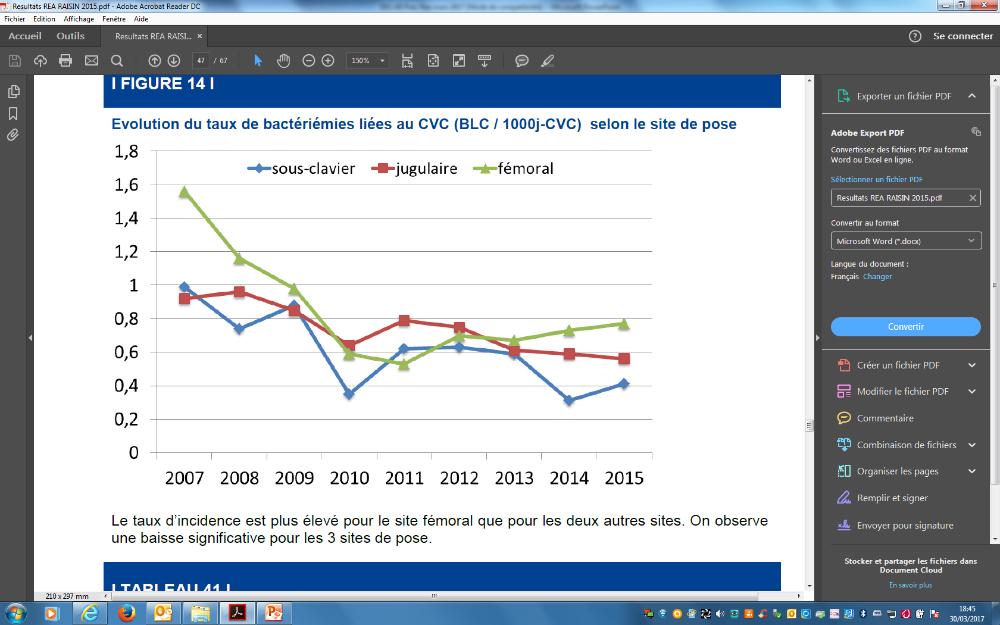 Resultats REA RAISIN 2015.pdf - Adobe Acrobat Reader DC
Fichier Edition Affichage Fenêtre Aide
Accueil Outils Resultats REA RAISI... × ? Se connecter
47 / 67 150%
I FIGURE 14 I
Evolution du taux de bactériémies liées au CVC (BLC / 1000j-CVC) selon le site de pose
sous-clavier jugulaire fémoral
1,8
1,6
1,4
1,2
1
0,8
0,6
0,4
0,2
0
2007 2008 2009 2010 2011 2012 2013 2014 2015
Le taux d’incidence est plus élevé pour le site fémoral que pour les deux autres sites. On observe
une baisse significative pour les 3 sites de pose.
I TABLEAU 41 I
210 x 297 mm
Exporter un fichier PDF
Adobe Export PDF
Convertissez des fichiers PDF au format
Word ou Excel en ligne.
Sélectionner un fichier PDF
Resultats REA RAISIN 2015.pdf
Convertir au format
Microsoft Word (*.docx)
Langue du document :
Français Changer
Convertir
Créer un fichier PDF
Modifier le fichier PDF
Commentaire
Combinaison de fichiers
Organiser les pages
Remplir et signer
Envoyer pour signature
Stocker et partager les fichiers dans
Document Cloud
En savoir plus
18:45
30/03/2017